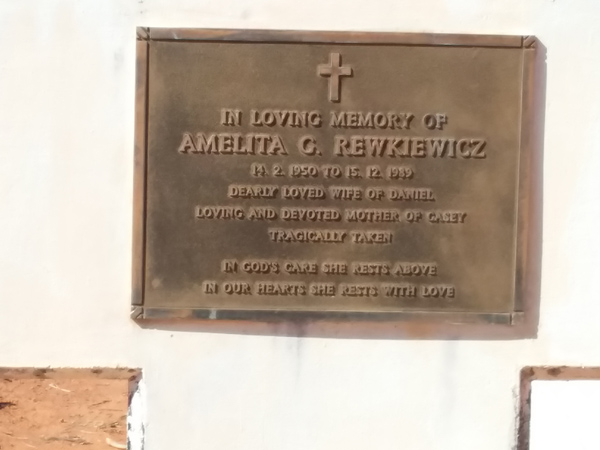 IN LOVING MEMORY OF
AMELITA G. REWKIEWICZ
14. 2. 1950 TO 15. 12. 1989
DEARLY LOVED WIFE OF DANIEL
LOVING AND DEVOTED MOTHER OF CASEY
TRAGICALLY TAKEN
IN GOD'S CARE SHE RESTS ABOVE
IN OUR HEARTS SHE RESTS WITH LOVE